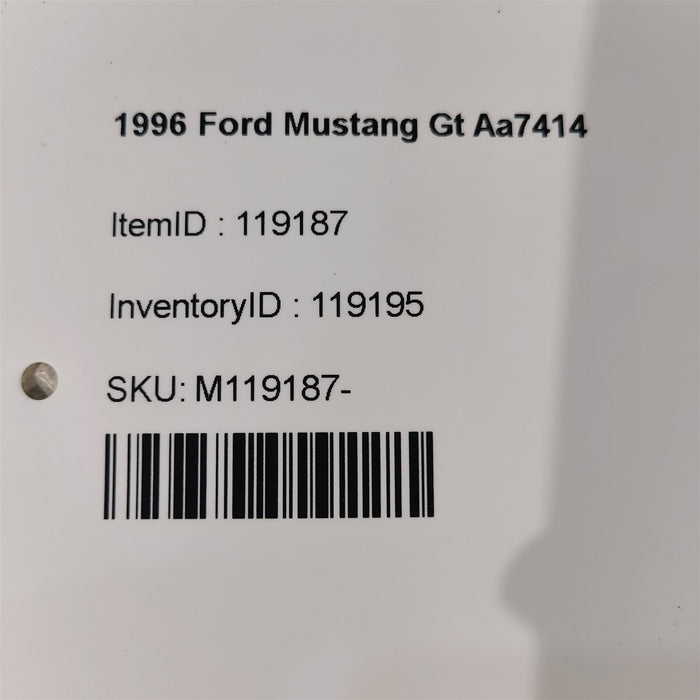 1996 Ford Mustang Gt Aa7414
ItemID : 119187
InventoryID : 119195
SKU: M119187-